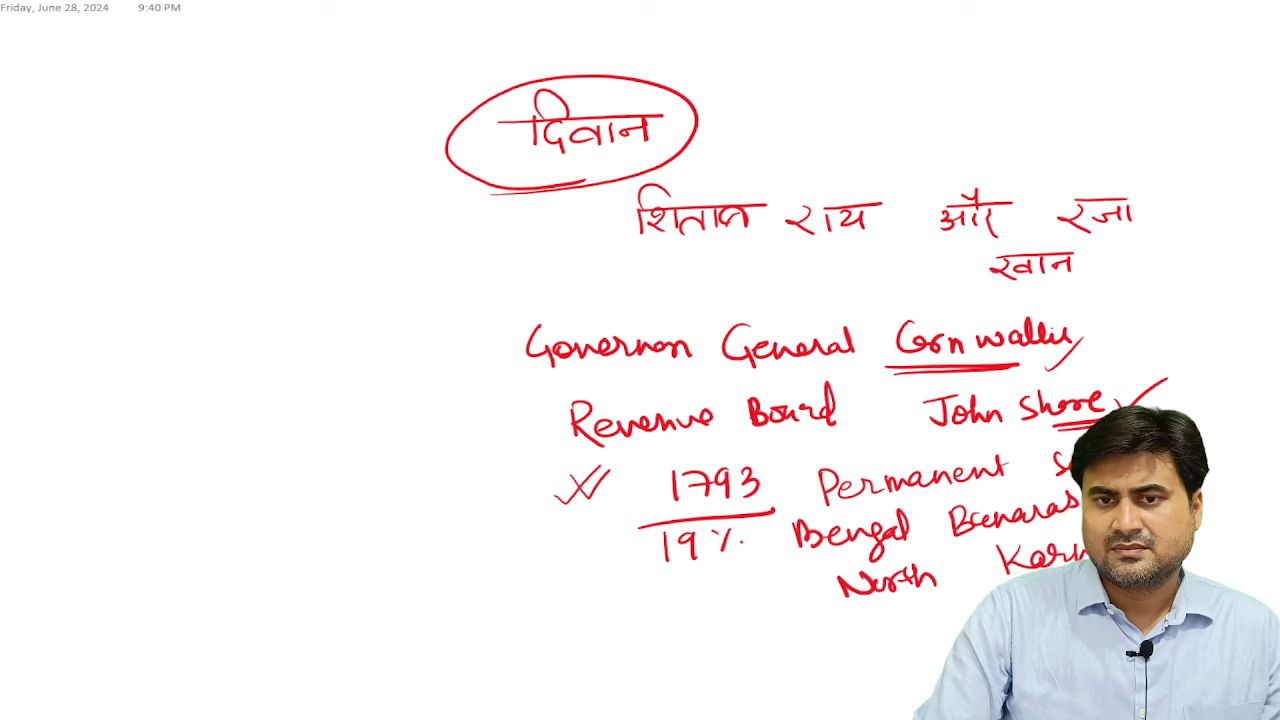 Friday, June 28, 2024 9:40 PM
दिवान
शिताब राय और रजा
खान
Governor General Cornwallis
Revenue Board John Shore
1793 Permanent
19% Bengal Banaras
North